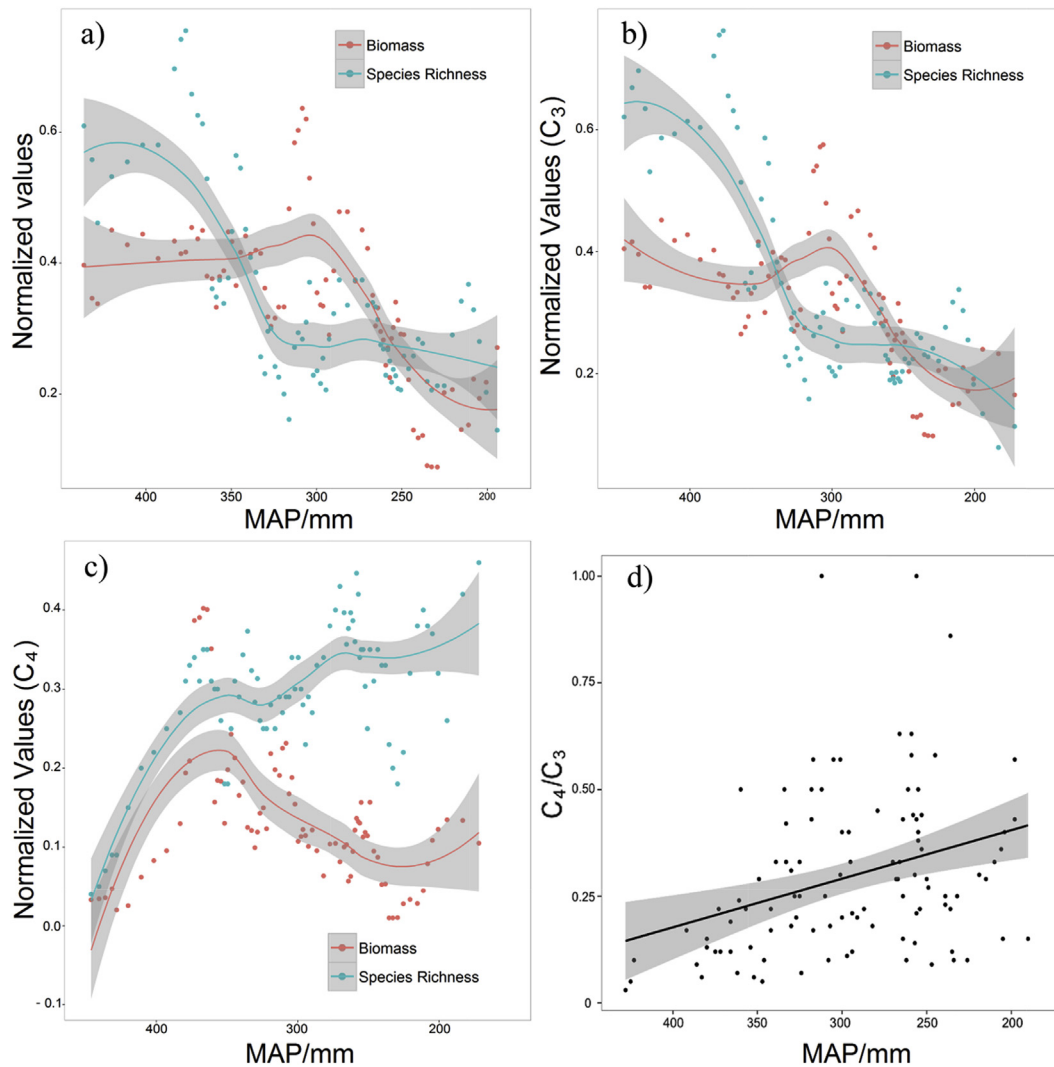 a)
Biomass
Species Richness
Normalized values
0.6
0.4
0.2
400
350
300
250
200
MAP/mm
b)
Biomass
Species Richness
Normalized Values (C₃)
0.6
0.4
0.2
400
300
200
MAP/mm
c)
Normalized Values (C₄)
0.4
0.3
0.2
0.1
0.0
- 0.1
Biomass
Species Richness
400
300
200
MAP/mm
d)
C₄/C₃
1.00
0.75
0.50
0.25
0
400
350
300
250
200
MAP/mm